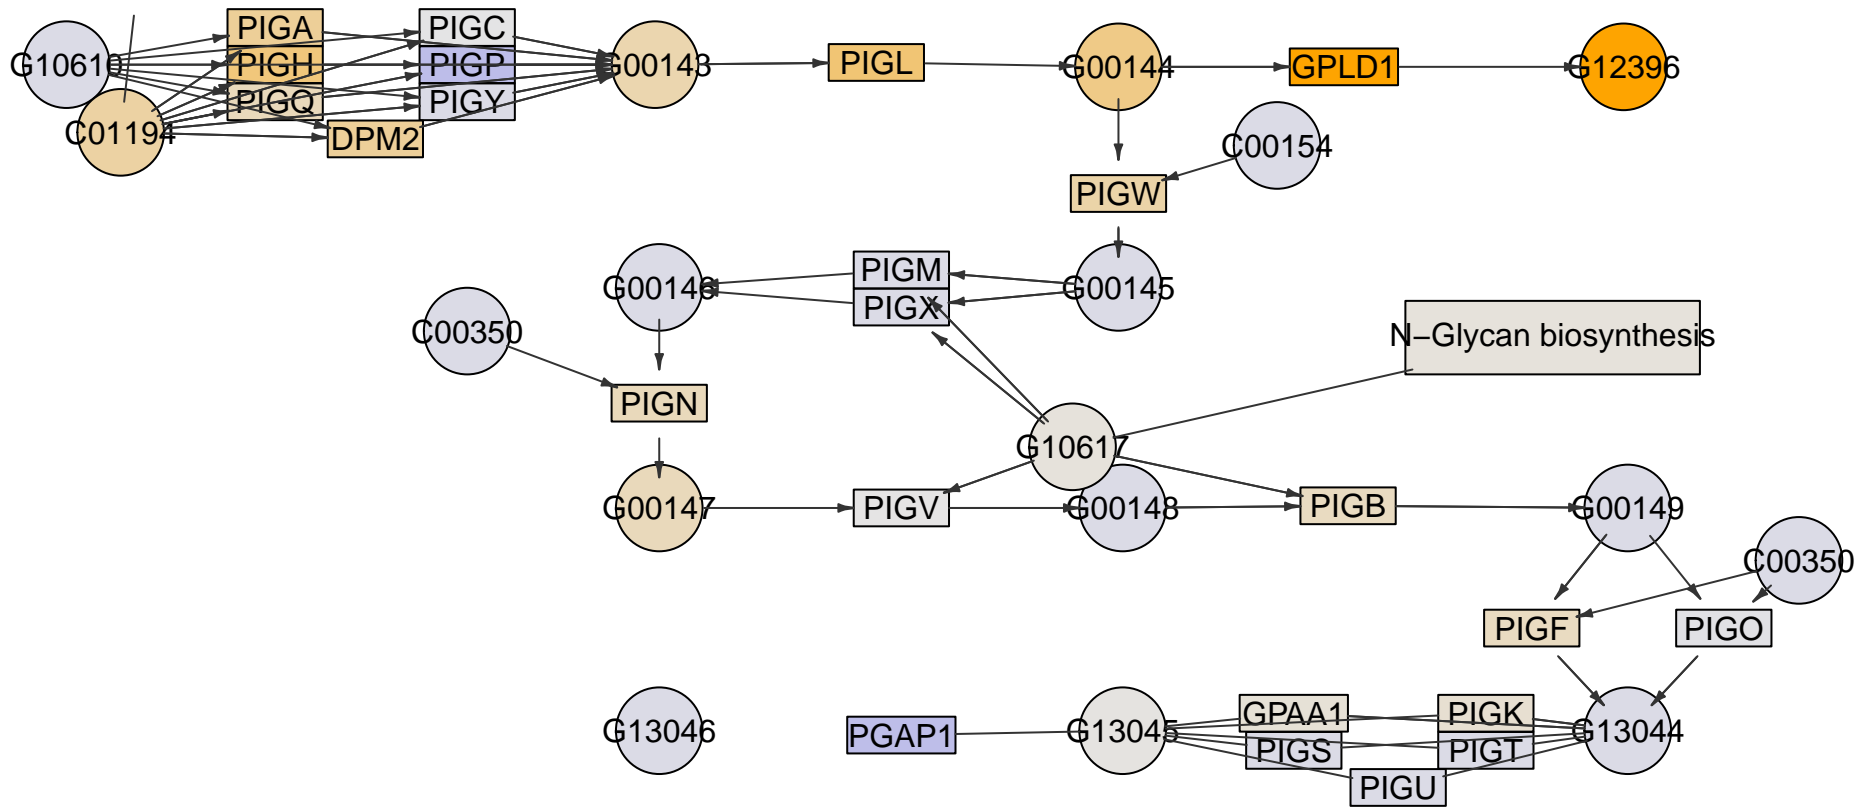 PIGA
PIGC
G10610
PIGH
PIGP
G00143
PIGL
G00144
GPLD1
G12396
PIGQ
PIGY
C01194
DPM2
C00154
PIGW
PIGM
G00146
G00145
PIGX
C00350
N−Glycan biosynthesis
PIGN
G10617
G00147
PIGV
G00148
PIGB
G00149
C00350
PIGF
PIGO
GPAA1
PIGK
G13046
PGAP1
G13045
G13044
PIGS
PIGT
PIGU